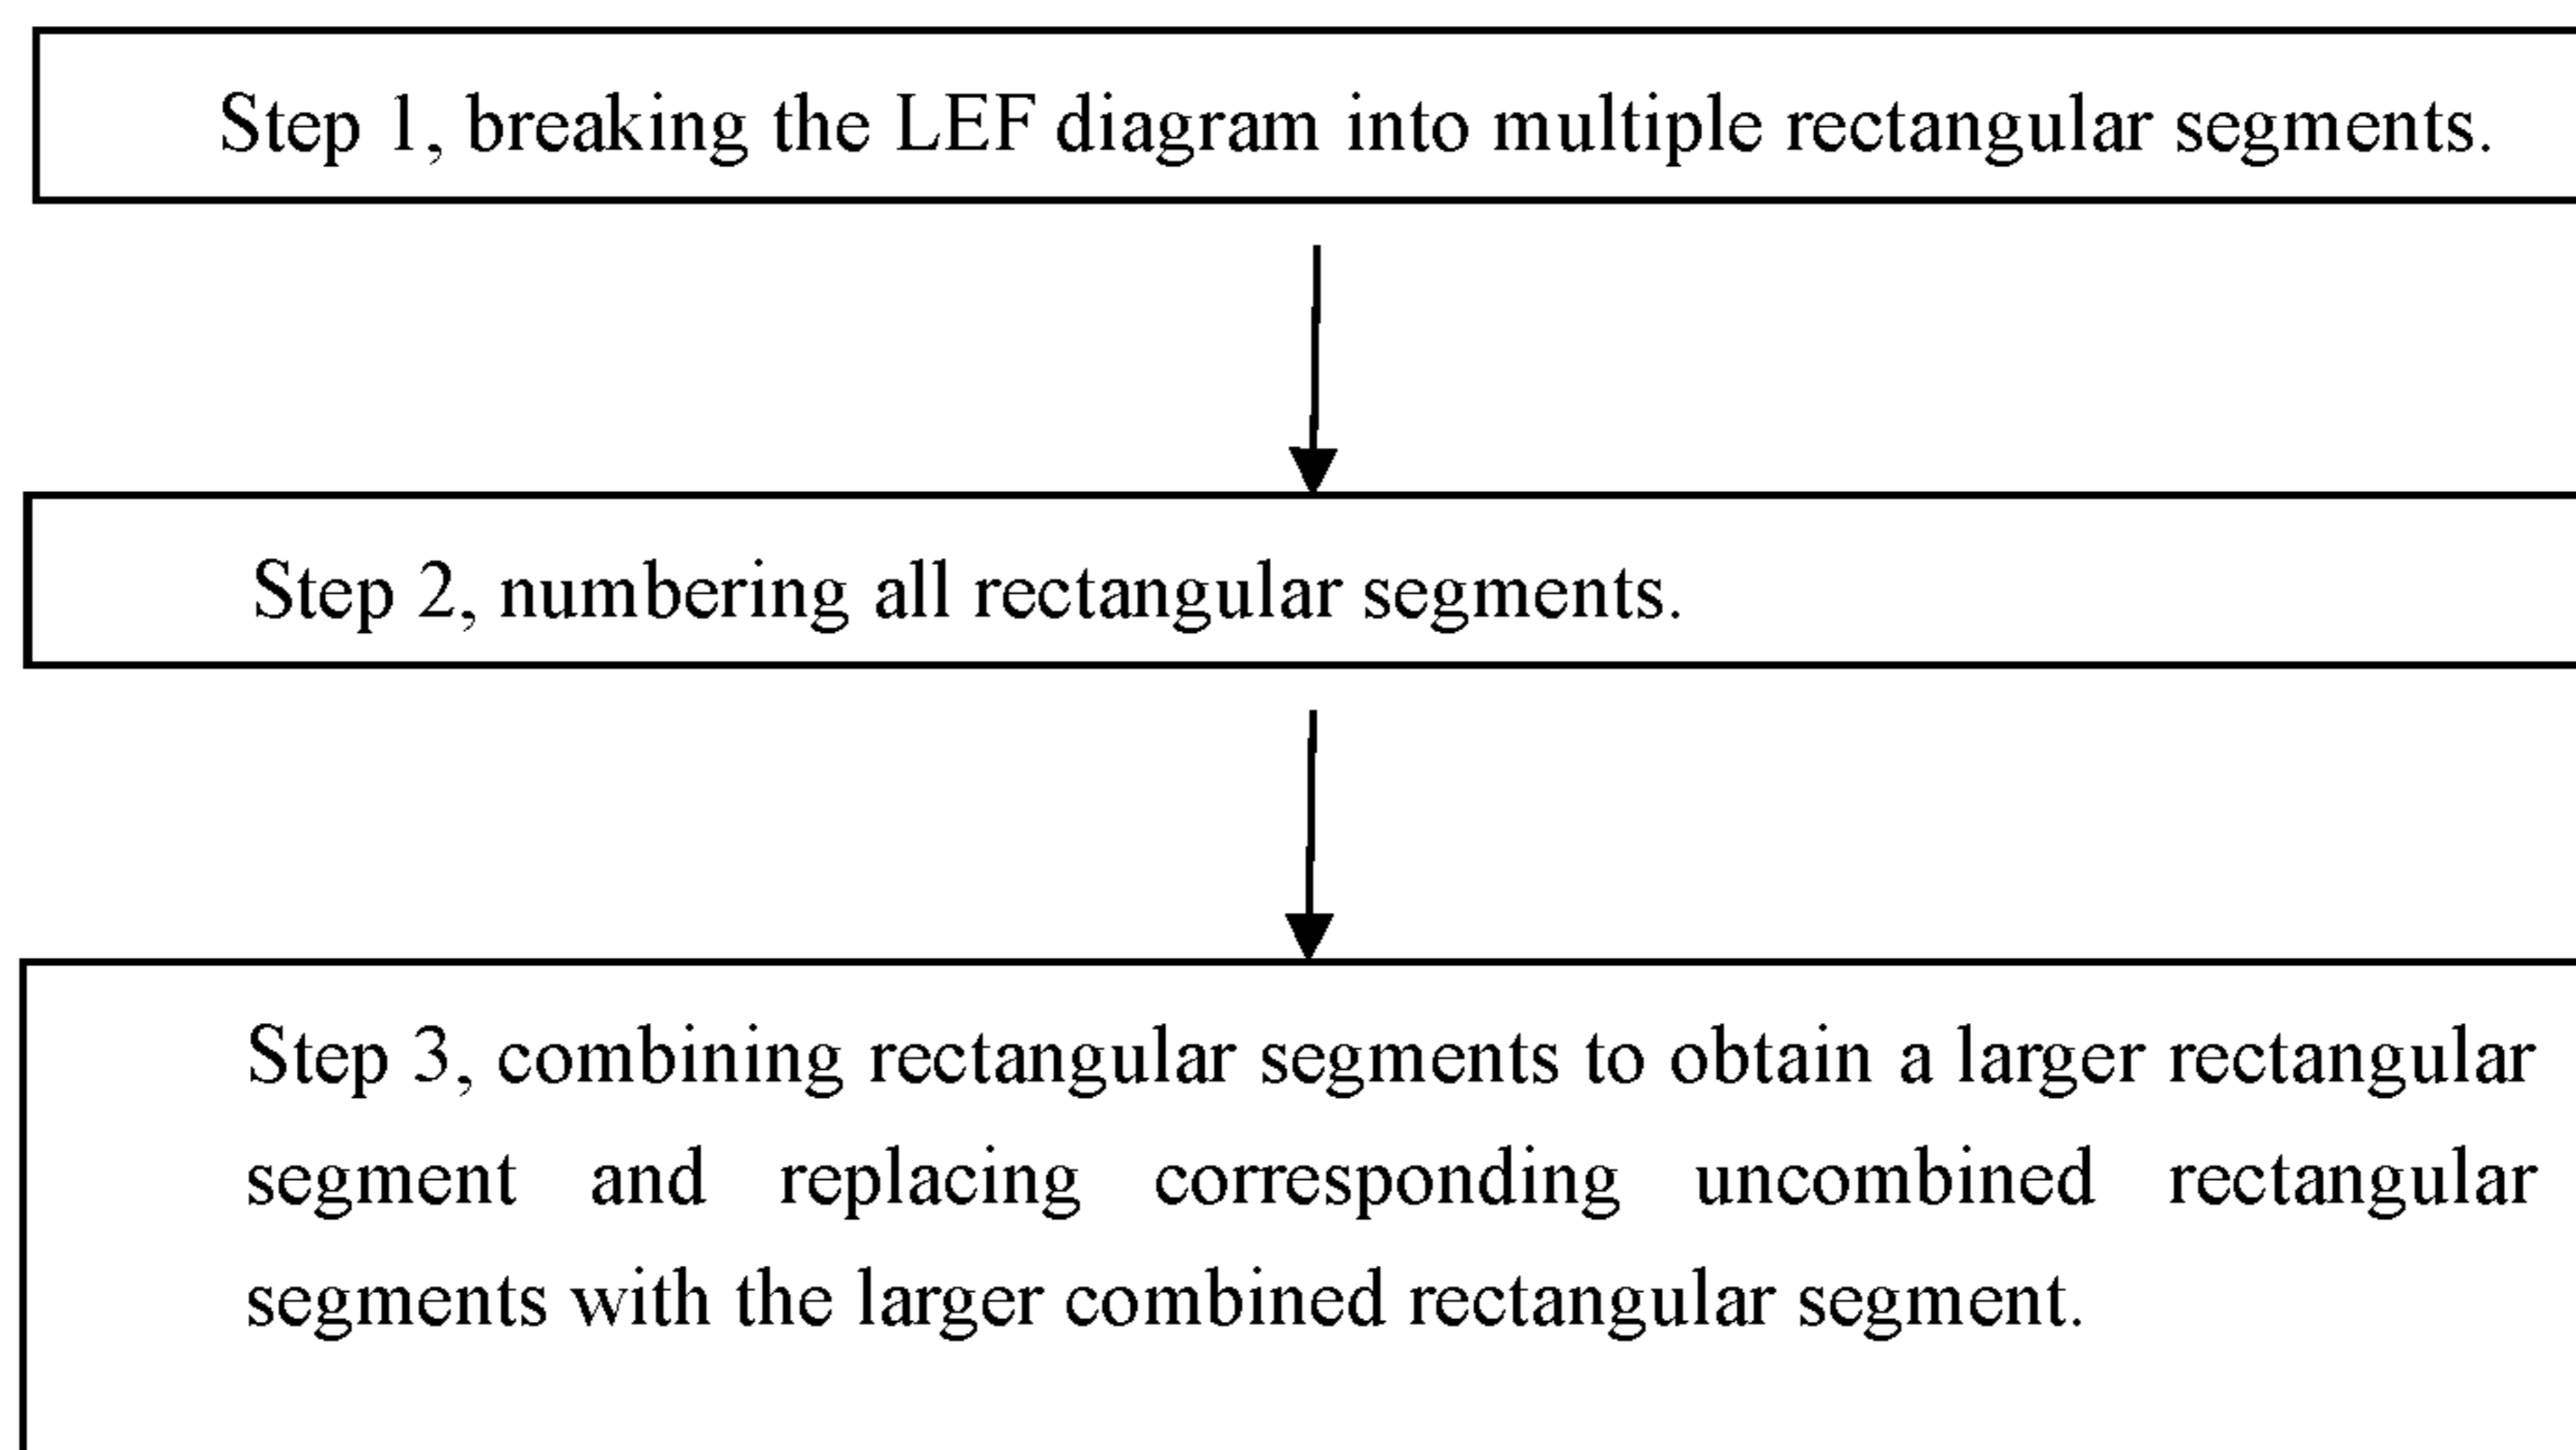 Step 1, breaking the LEF diagram into multiple rectangular segments.
Step 2, numbering all rectangular segments.
Step 3, combining rectangular segments to obtain a larger rectangular
segment and replacing corresponding uncombined rectangular
segments with the larger combined rectangular segment.